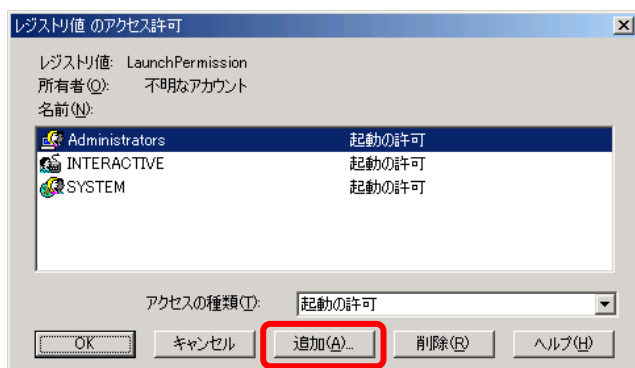 レジストリ値 のアクセス許可
レジストリ値: LaunchPermission
所有者(O): 不明なアカウント
名前(N):
Administrators 起動の許可
INTERACTIVE 起動の許可
SYSTEM 起動の許可
アクセスの種類(T): 起動の許可
OK キャンセル 追加(A)... 削除(R) ヘルプ(H)